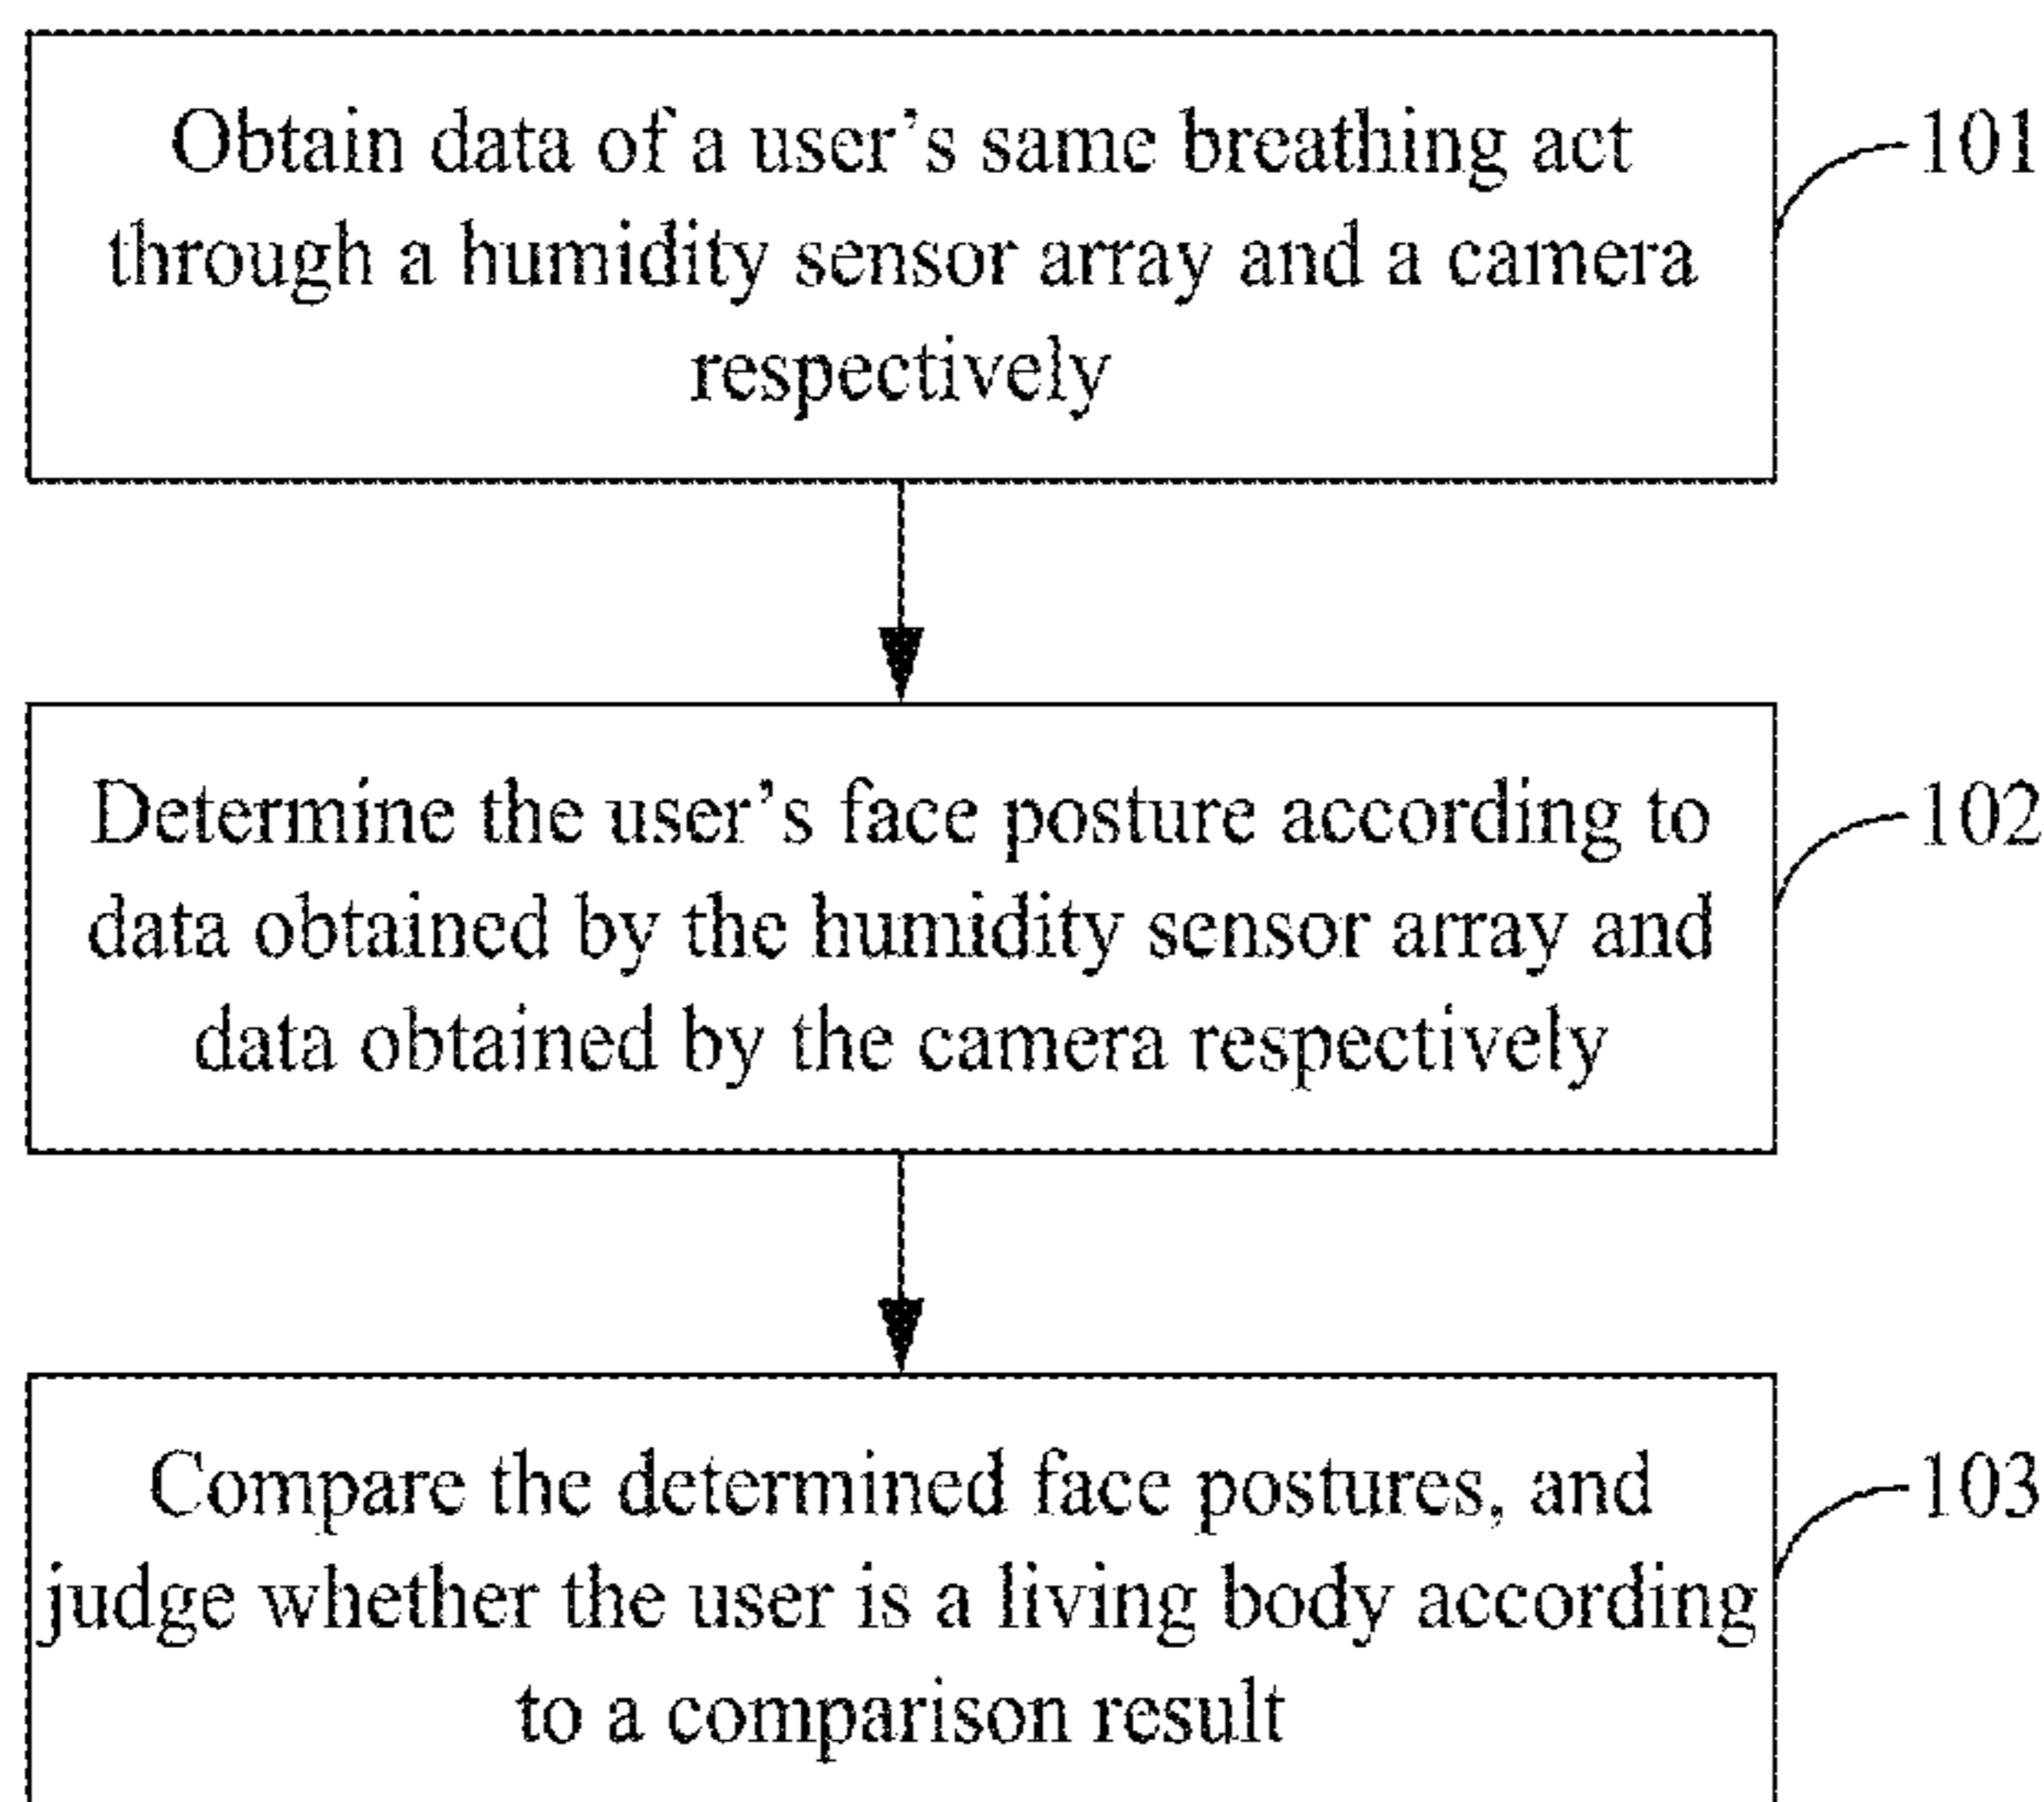 Obtain data of a user's same breathing act
through a humidity sensor array and a camera
respectively
101
Determine the user's face posture according to
data obtained by the humidity sensor array and
data obtained by the camera respectively
102
Compare the determined face postures, and
judge whether the user is a living body according
to a comparison result
103